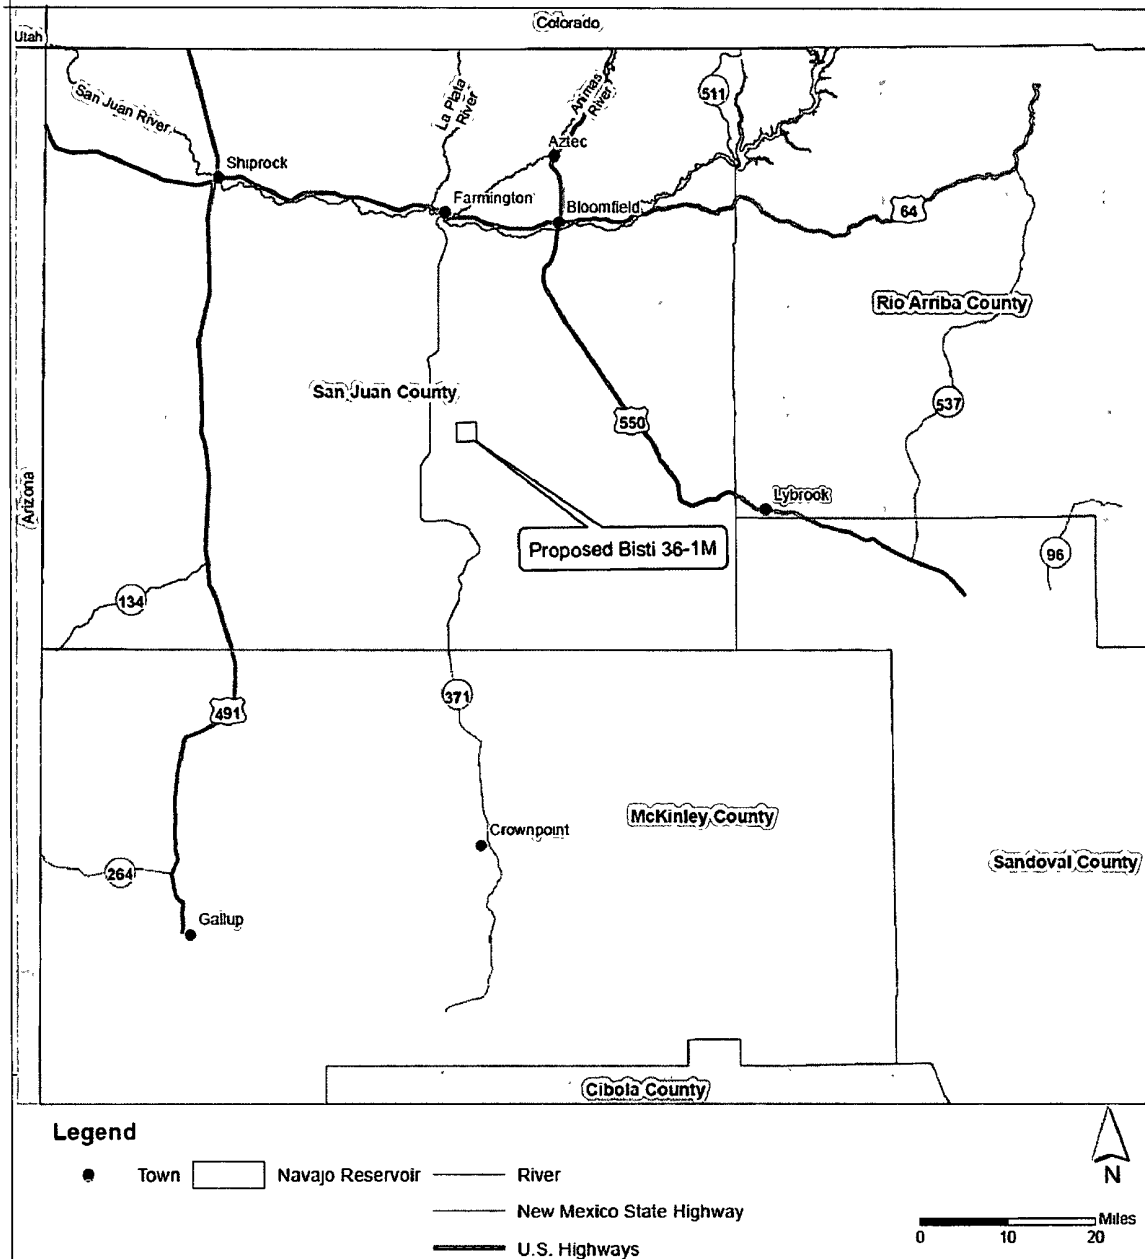 Colorado
Utah
511
San Juan River
La Plata
River
Animas
River
Aztec
Shiprock
Farmington
Bloomfield
64
Rio Arriba County
San Juan County
537
550
Arizona
Lybrook
Proposed Bisti 36-1M
96
134
371
491
McKinley County
Crownpoint
Sandoval County
264
Gallup
Cibola County
Legend
Town
Navajo Reservoir
River
New Mexico State Highway
U.S. Highways
N
Miles
0 10 20